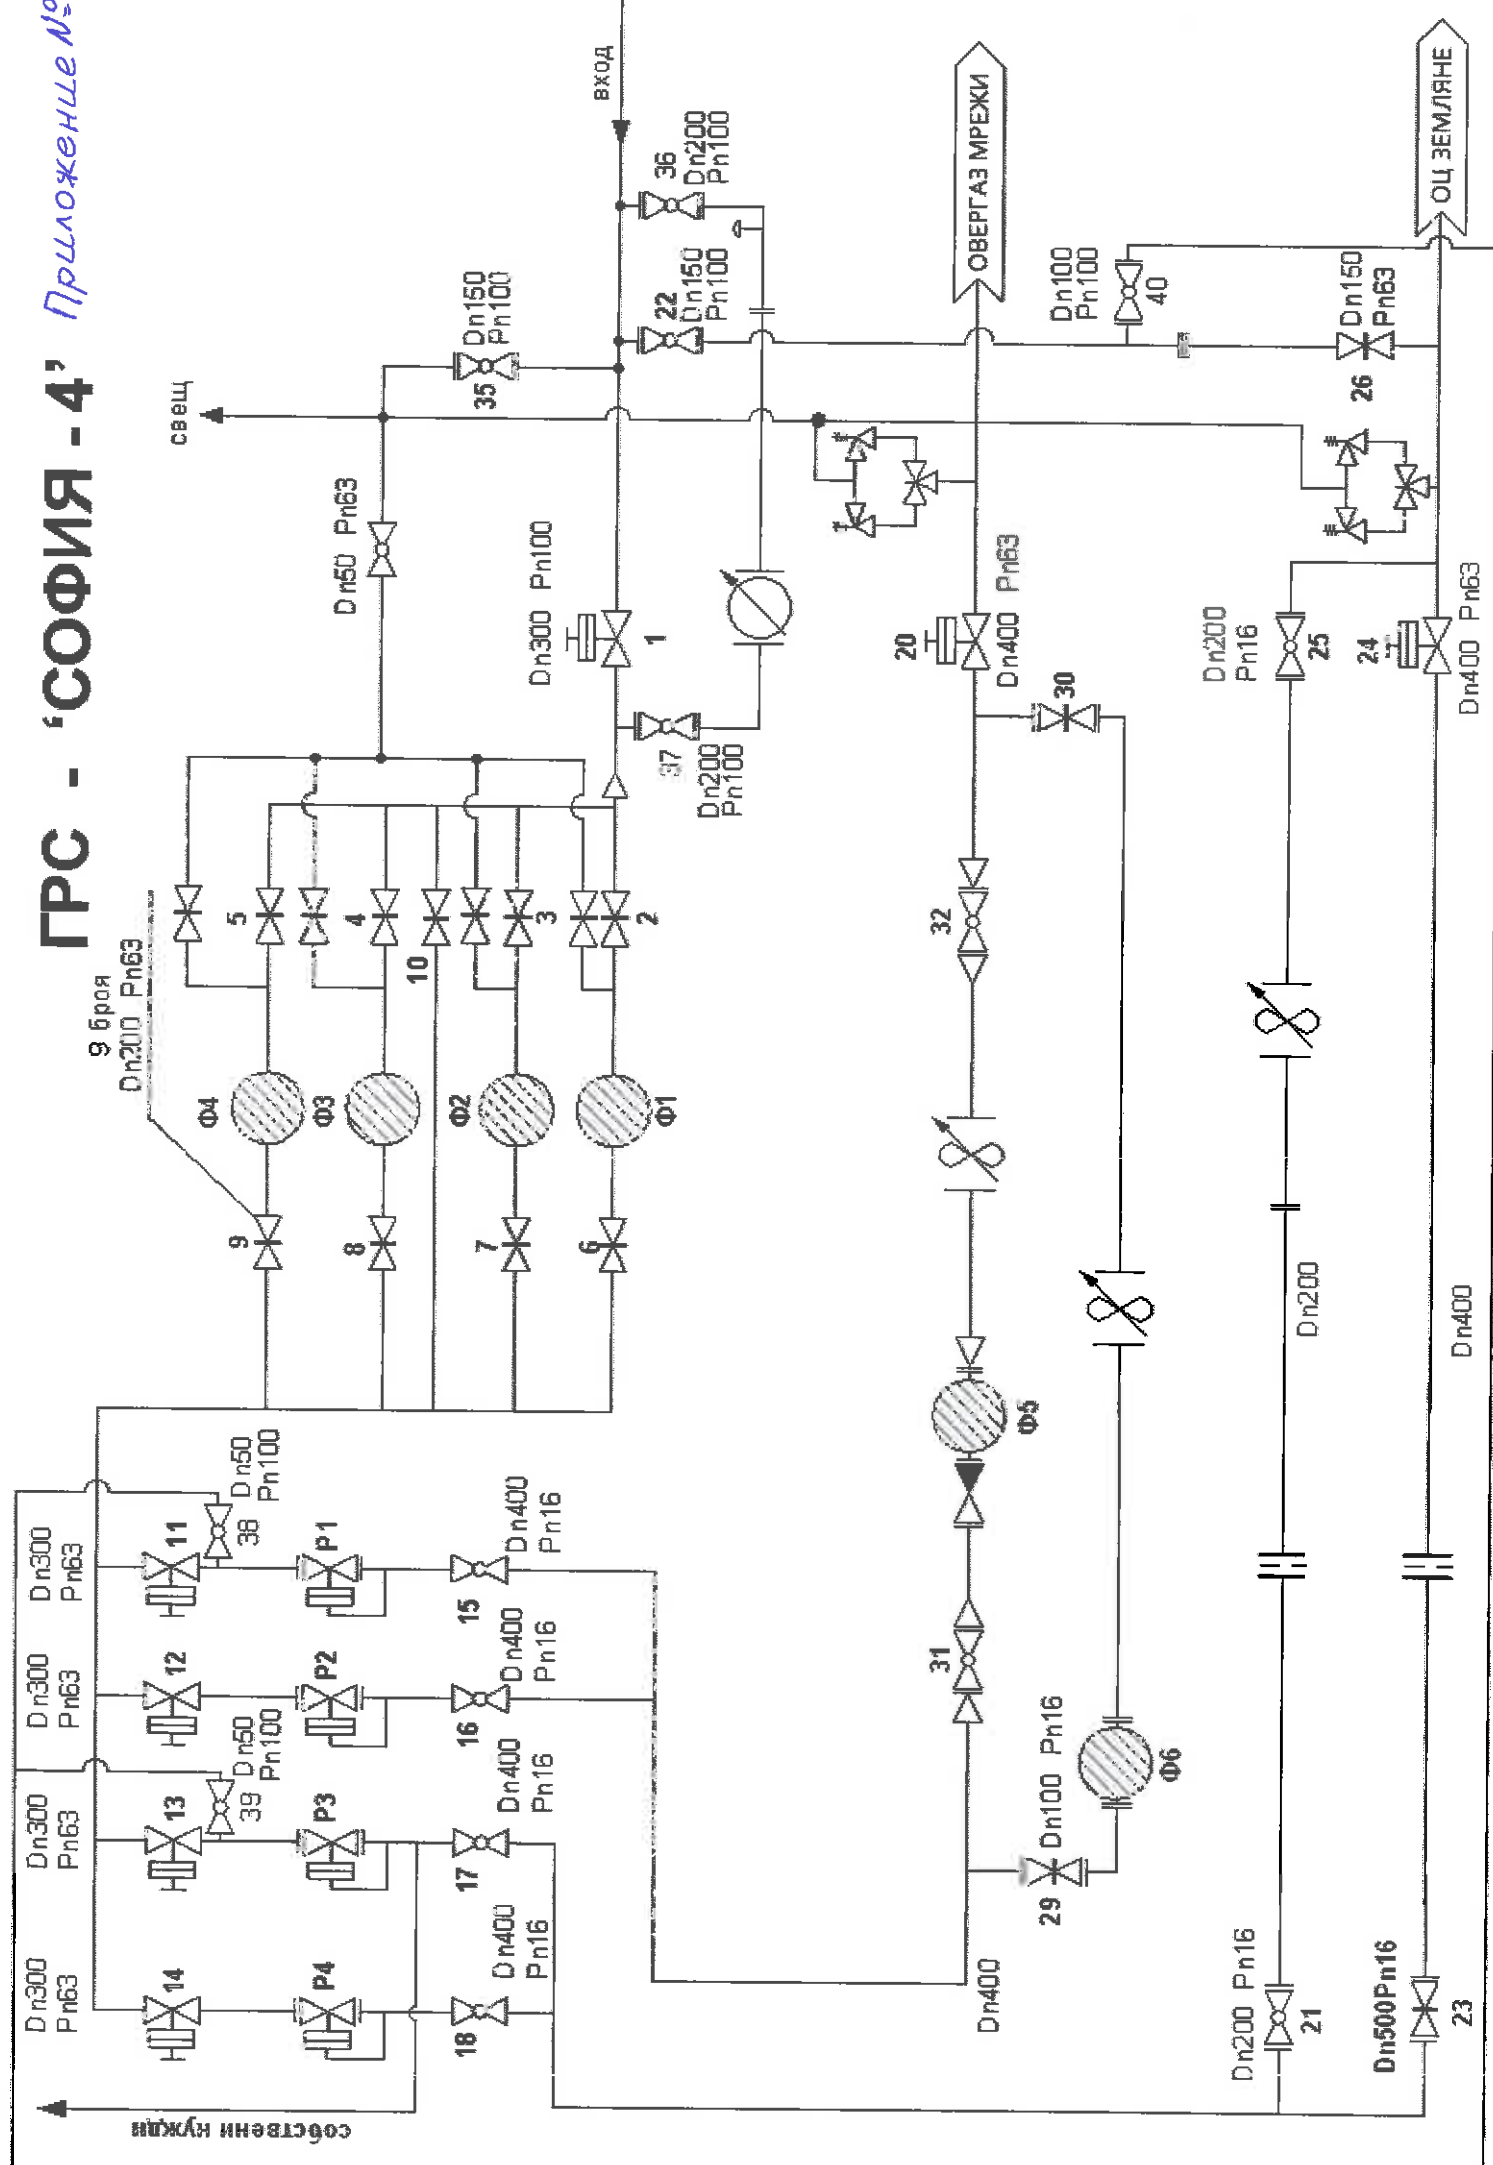 ГРС - 'СОФИЯ - 4'
Приложение №
свещ
вход
9 броя
Dn200 Pn63
Dn50 Pn63
Dn150
Pn100
35
36
Dn200
Pn100
22
Dn150
Pn100
Dn300 Pn100
1
37
Dn200
Pn100
5
4
10
3
2
Ф4
Ф3
Ф2
Ф1
9
8
7
6
Dn300
Pn63
11
Dn50
Pn100
38
P1
Dn400
Pn16
15
Dn300
Pn63
12
P2
Dn400
Pn16
16
Dn300
Pn63
13
Dn50
Pn100
39
P3
Dn400
Pn16
17
Dn300
Pn63
14
P4
Dn400
Pn16
18
собствени нужди
ОВЕРГАЗ МРЕЖИ
20
Dn400 Pn63
30
32
Ф5
31
Dn100 Pn16
29
Ф6
Dn400
Dn100
Pn100
40
Dn150
Pn63
26
ОЦ ЗЕМЛЯНЕ
Dn200
Pn16
25
24
Dn400 Pn63
Dn200
Dn400
Dn200 Pn16
21
Dn500Pn16
23